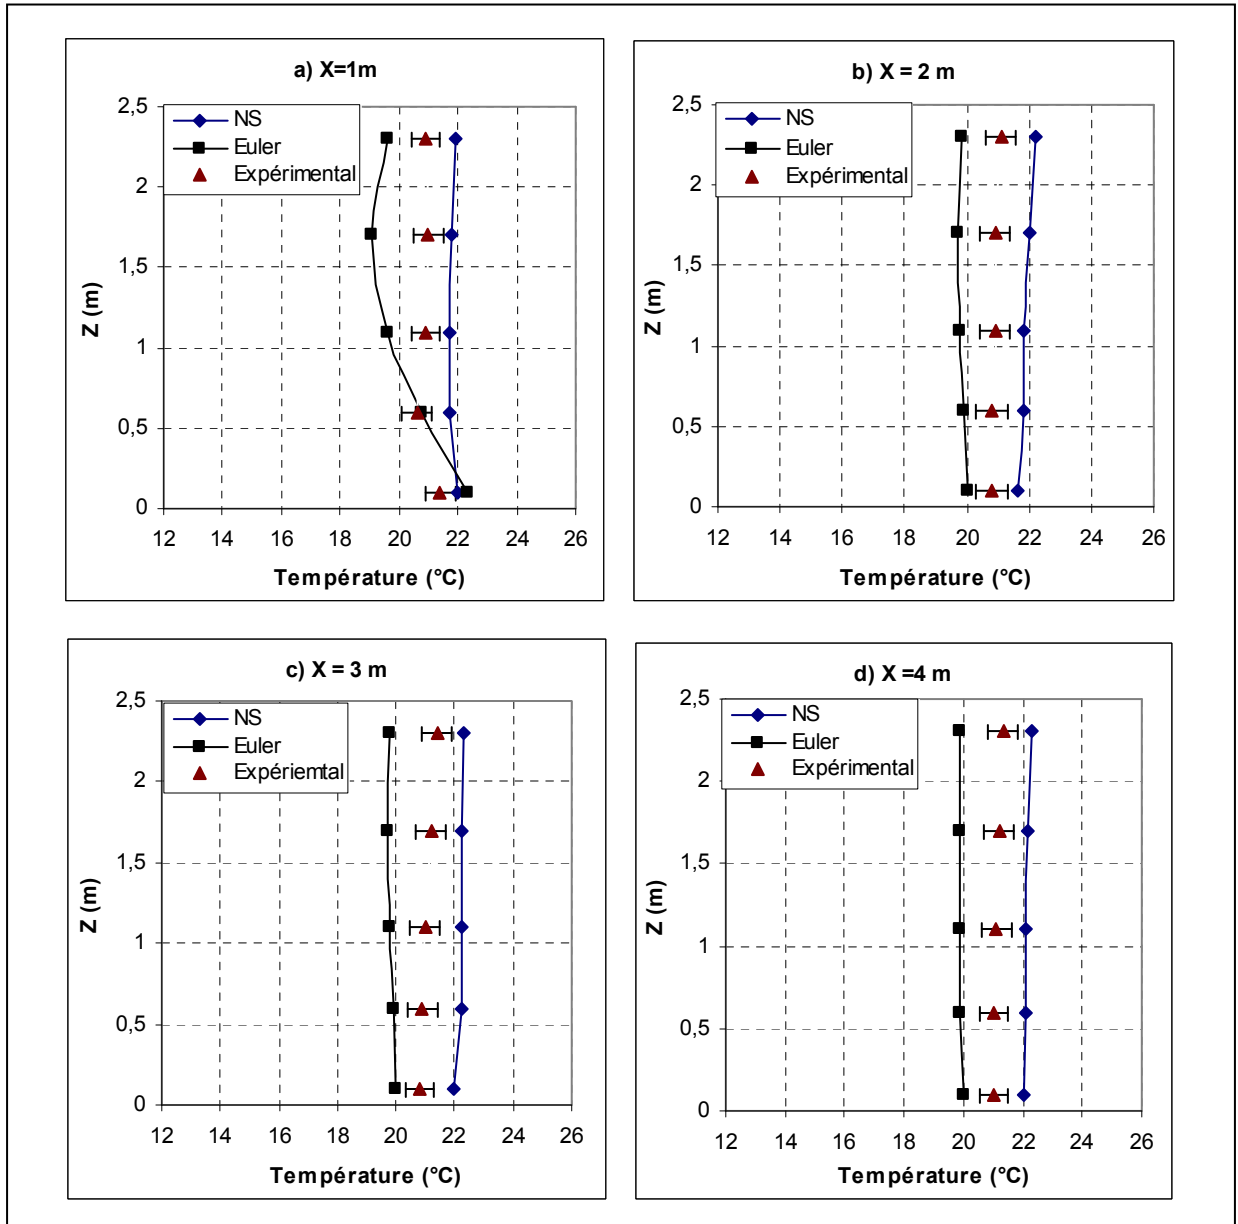 a) X=1m
NS
Euler
Expérimental
2,5
2
1,5
1
0,5
0
Z (m)
12 14 16 18 20 22 24 26
Température (°C)
b) X = 2 m
NS
Euler
Expérimental
2,5
2
1,5
1
0,5
0
Z (m)
12 14 16 18 20 22 24 26
Température (°C)
c) X = 3 m
NS
Euler
Expériemtal
2,5
2
1,5
1
0,5
0
Z (m)
12 14 16 18 20 22 24 26
Température (°C)
d) X =4 m
NS
Euler
Expérimental
2,5
2
1,5
1
0,5
0
Z (m)
12 14 16 18 20 22 24 26
Température (°C)